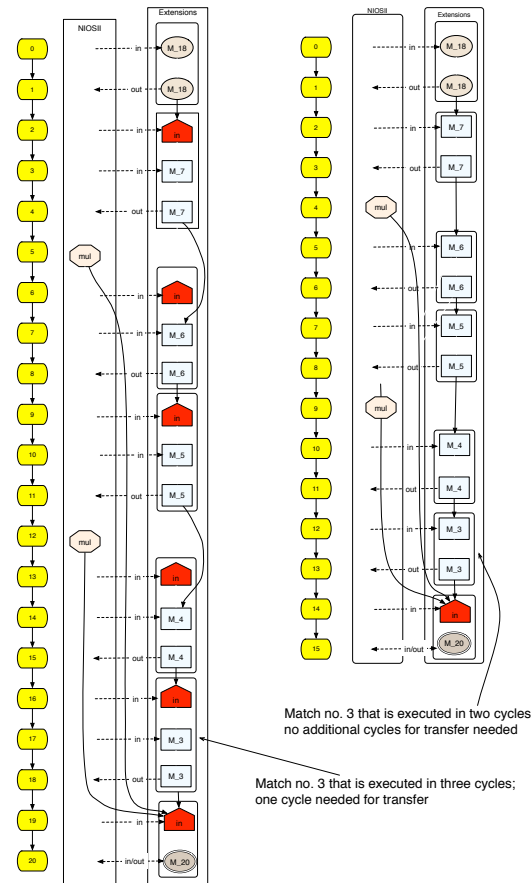 NIOSII
Extensions
0
in
M_18
1
out
M_18
2
in
in
3
in
M_7
4
out
M_7
5
mul
6
in
in
7
in
M_6
8
out
M_6
9
in
in
10
in
M_5
11
out
M_5
12
mul
13
in
in
14
in
M_4
15
out
M_4
16
in
in
17
in
M_3
18
out
M_3
19
in
in
20
in/out
M_20
NIOSII
Extensions
0
in
M_18
1
out
M_18
2
in
M_7
3
out
M_7
4
mul
5
in
M_6
6
out
M_6
7
in
M_5
8
out
M_5
9
mul
10
in
M_4
11
out
M_4
12
in
M_3
13
out
M_3
14
in
in
15
in/out
M_20
Match no. 3 that is executed in two cycles
no additional cycles for transfer needed
Match no. 3 that is executed in three cycles;
one cycle needed for transfer